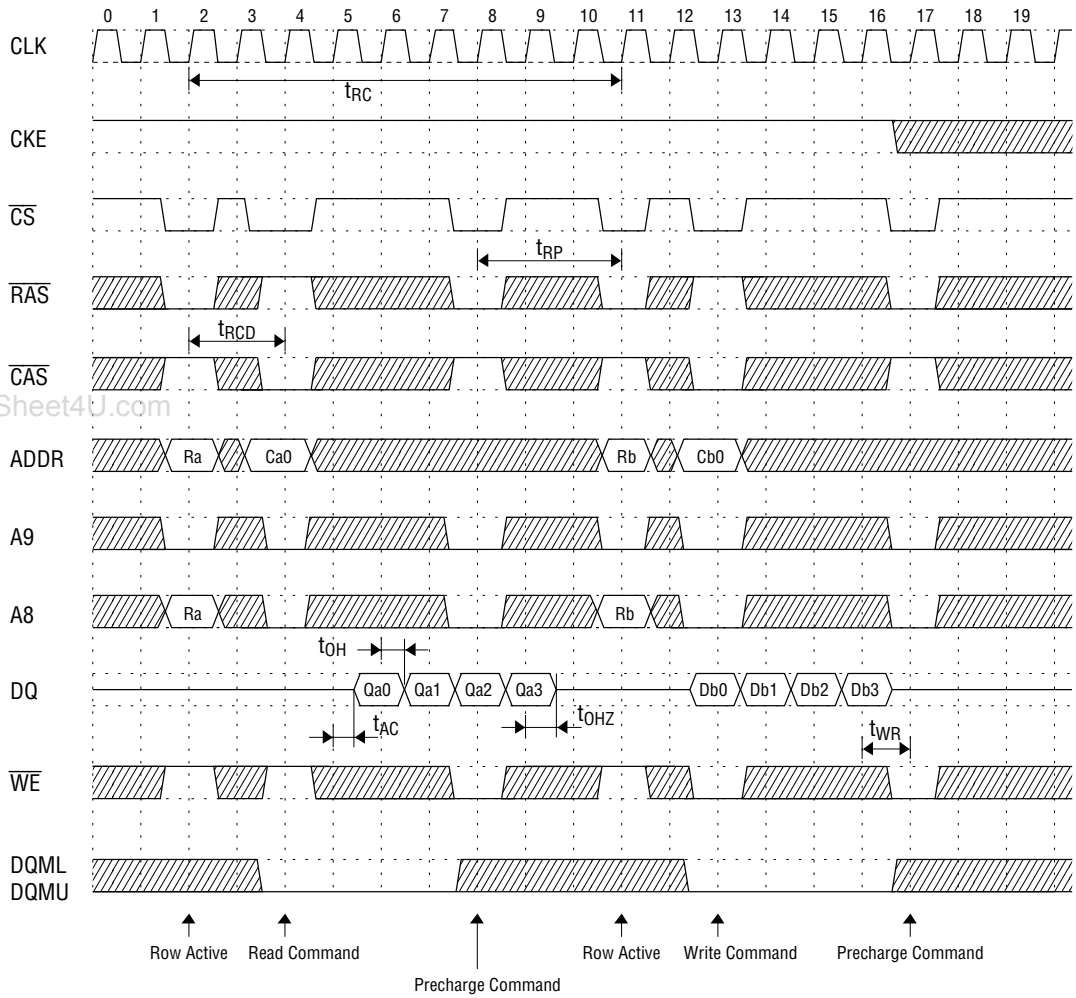 0 1 2 3 4 5 6 7 8 9 10 11 12 13 14 15 16 17 18 19
CLK
tRC
CKE
CS
tRP
RAS
tRCD
CAS
Sheet4U.com
ADDR Ra Ca0 Rb Cb0
A9
A8 Ra Rb
tOH
DQ Qa0 Qa1 Qa2 Qa3 Db0 Db1 Db2 Db3
tAC tOHZ tWR
WE
DQML
DQMU
Row Active Read Command Row Active Write Command Precharge Command
Precharge Command